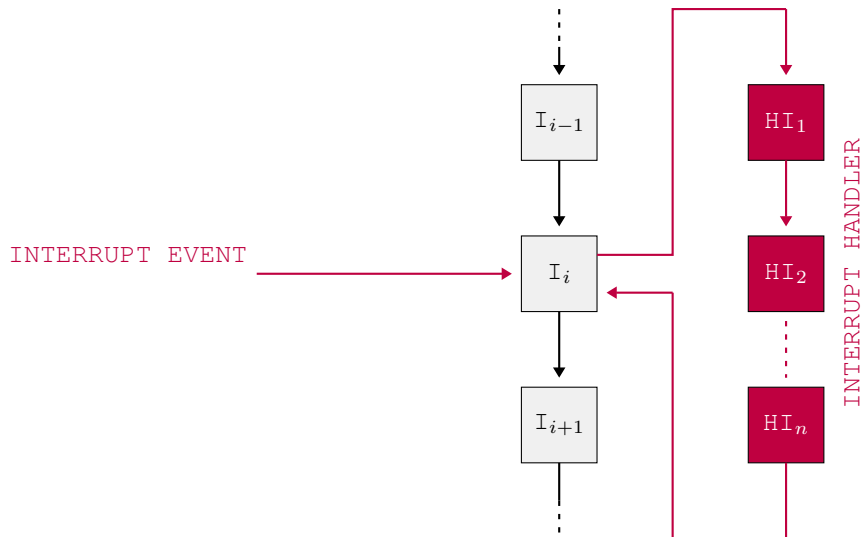 I_{i-1}
HI_1
INTERRUPT EVENT
I_i
HI_2
INTERRUPT HANDLER
I_{i+1}
HI_n